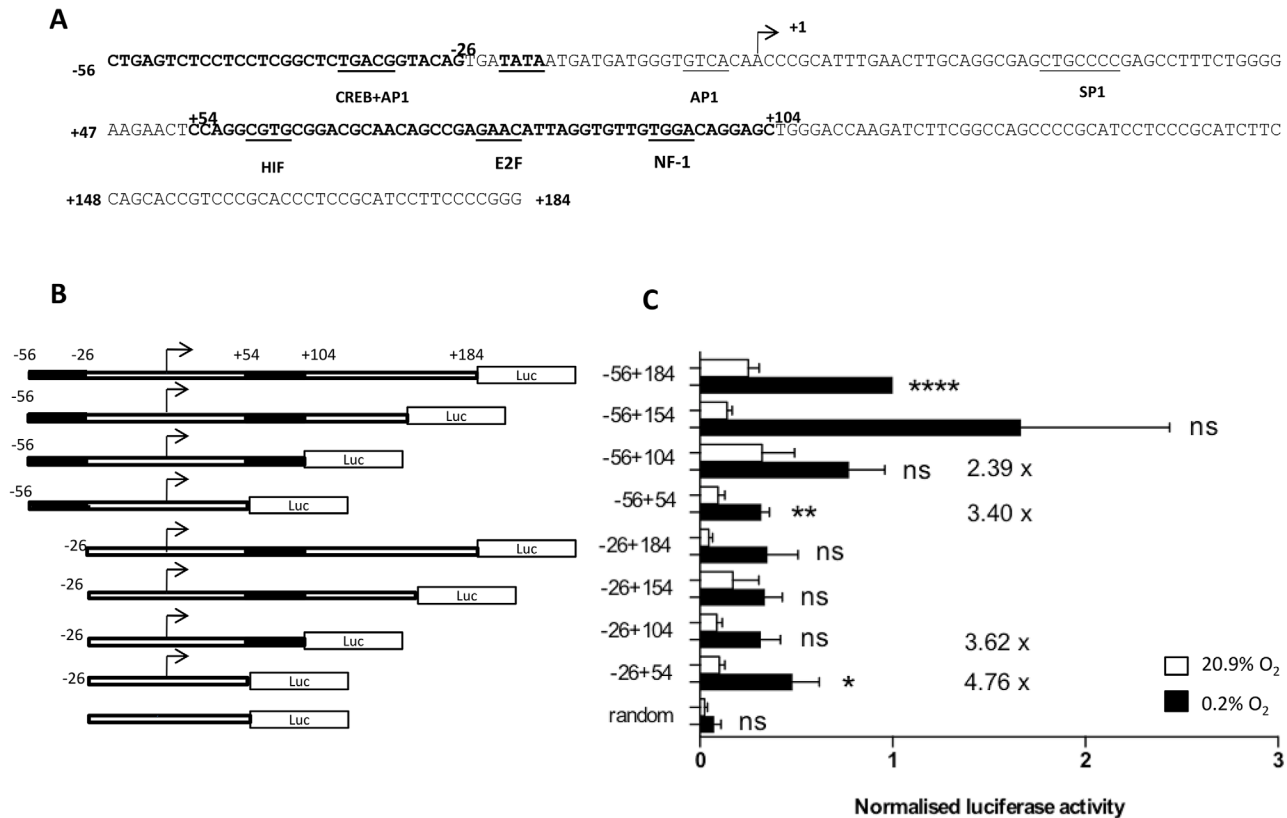 A
-26
+1
-56 CTGAGTCTCCTCCTCGGCTCTGACGGTACAGTGATATAATGATGATGGGTGTCACAACCCGCATTTGAACTTGCAGGCGAGCTGCCCCGAGCCTTTCTGGGG
CREB+AP1 AP1 SP1
+54 +104
+47 AAGAACTCCAGGCGTGCGGACGCAACAGCCGAGAACATTAGGTGTTGTGGACAGGAGCTGGGACCAAGATCTTCGGCCAGCCCCGCATCCTCCCGCATCTTC
HIF E2F NF-1
+148 CAGCACCGTCCCGCACCCTCCGCATCCTTCCCCGGG +184
B
-56 -26 +54 +104 +184
Luc
-56
Luc
-56
Luc
-56
Luc
-26
Luc
-26
Luc
-26
Luc
-26
Luc
Luc
C
-56+184 ****
-56+154 ns
-56+104 ns 2.39 x
-56+54 ** 3.40 x
-26+184 ns
-26+154 ns
-26+104 ns 3.62 x
-26+54 * 4.76 x
random ns
20.9% O₂
0.2% O₂
0 1 2 3
Normalised luciferase activity